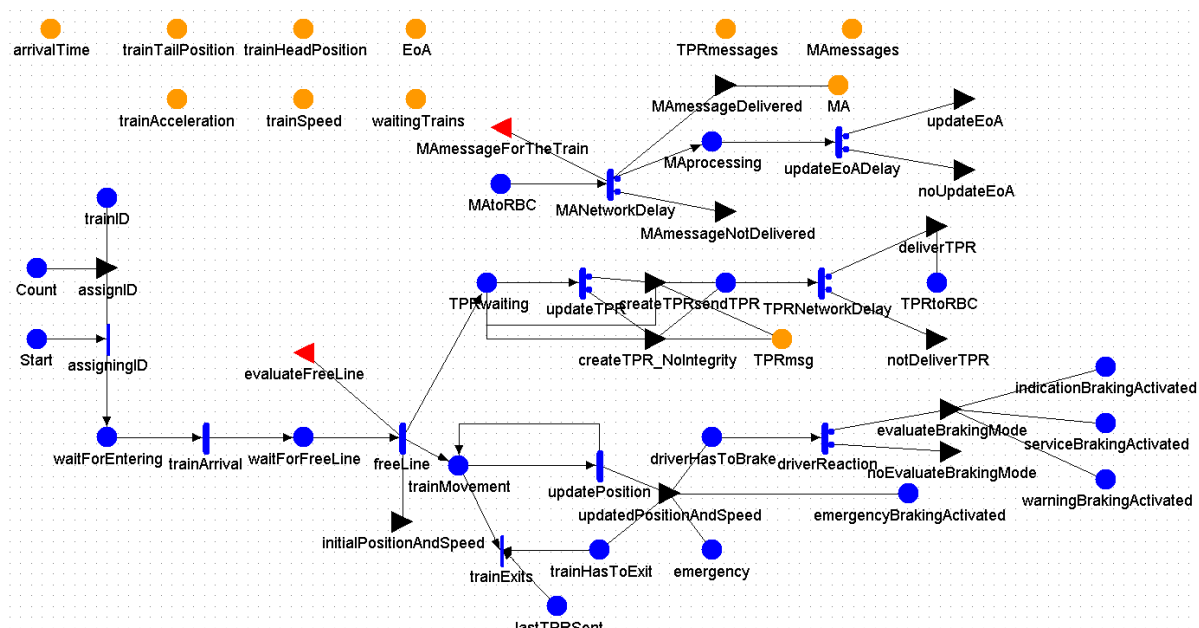 arrivalTime
trainTailPosition
trainHeadPosition
EoA
TPRmessages
MAmessages
trainAcceleration
trainSpeed
waitingTrains
MAmessageDelivered
MA
updateEoA
MAmessageForTheTrain
MAprocessing
updateEoADelay
noUpdateEoA
MAtoRBC
MANetworkDelay
MAmessageNotDelivered
trainID
deliverTPR
Count
assignID
TPRwaiting
updateTPR
createTPR
sendTPR
TPRNetworkDelay
TPRtoRBC
Start
assigningID
evaluateFreeLine
createTPR_NoIntegrity
TPRmsg
notDeliverTPR
indicationBrakingActivated
evaluateBrakingMode
serviceBrakingActivated
waitForEntering
trainArrival
waitForFreeLine
freeLine
trainMovement
updatePosition
driverHasToBrake
driverReaction
noEvaluateBrakingMode
warningBrakingActivated
updatedPositionAndSpeed
emergencyBrakingActivated
initialPositionAndSpeed
trainExits
trainHasToExit
emergency
lastTPRSent